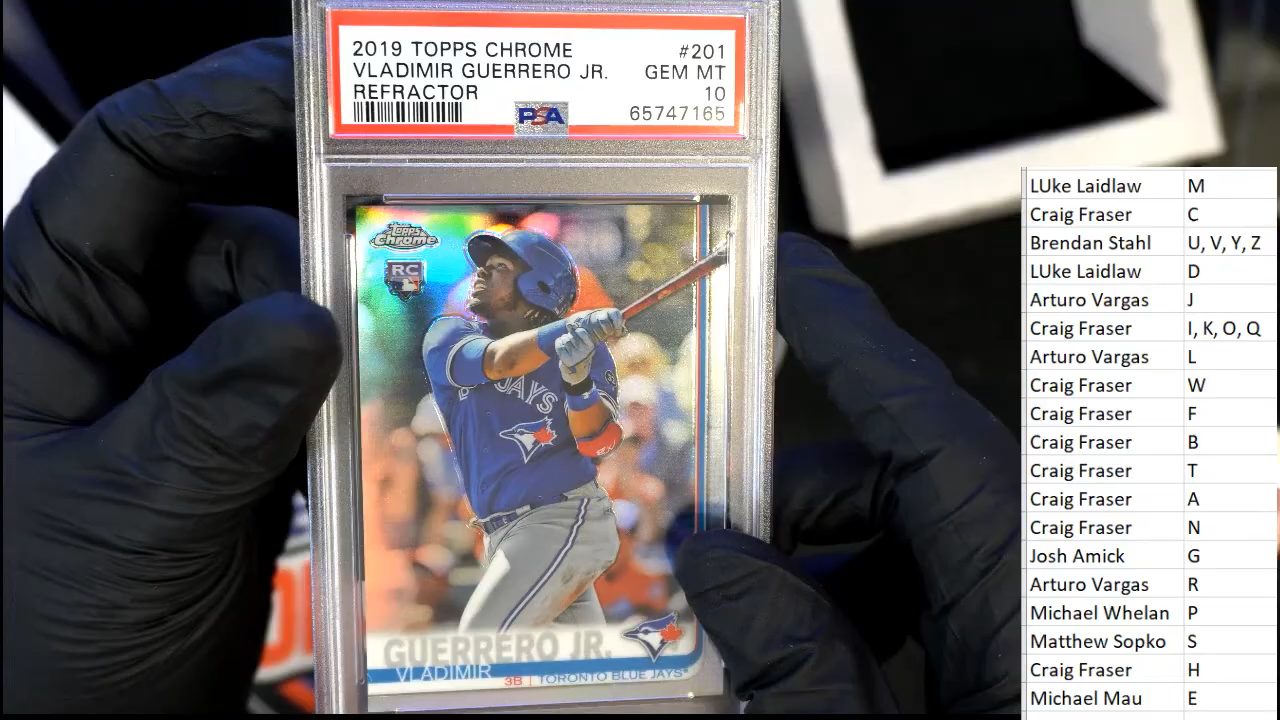 2019 TOPPS CHROME #201
VLADIMIR GUERRERO JR. GEM MT
REFRACTOR 10
PSA 65747165
Topps
Chrome
RC
JAYS
GUERRERO JR.
VLADIMIR
3B | TORONTO BLUE JAYS
LUke Laidlaw M
Craig Fraser C
Brendan Stahl U, V, Y, Z
LUke Laidlaw D
Arturo Vargas J
Craig Fraser I, K, O, Q
Arturo Vargas L
Craig Fraser W
Craig Fraser F
Craig Fraser B
Craig Fraser T
Craig Fraser A
Craig Fraser N
Josh Amick G
Arturo Vargas R
Michael Whelan P
Matthew Sopko S
Craig Fraser H
Michael Mau E